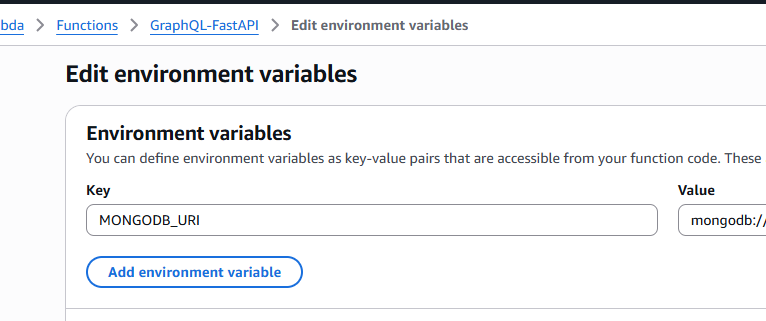 bda > Functions > GraphQL-FastAPI > Edit environment variables
Edit environment variables
Environment variables
You can define environment variables as key-value pairs that are accessible from your function code. These
Key Value
MONGODB_URI mongodb://
Add environment variable